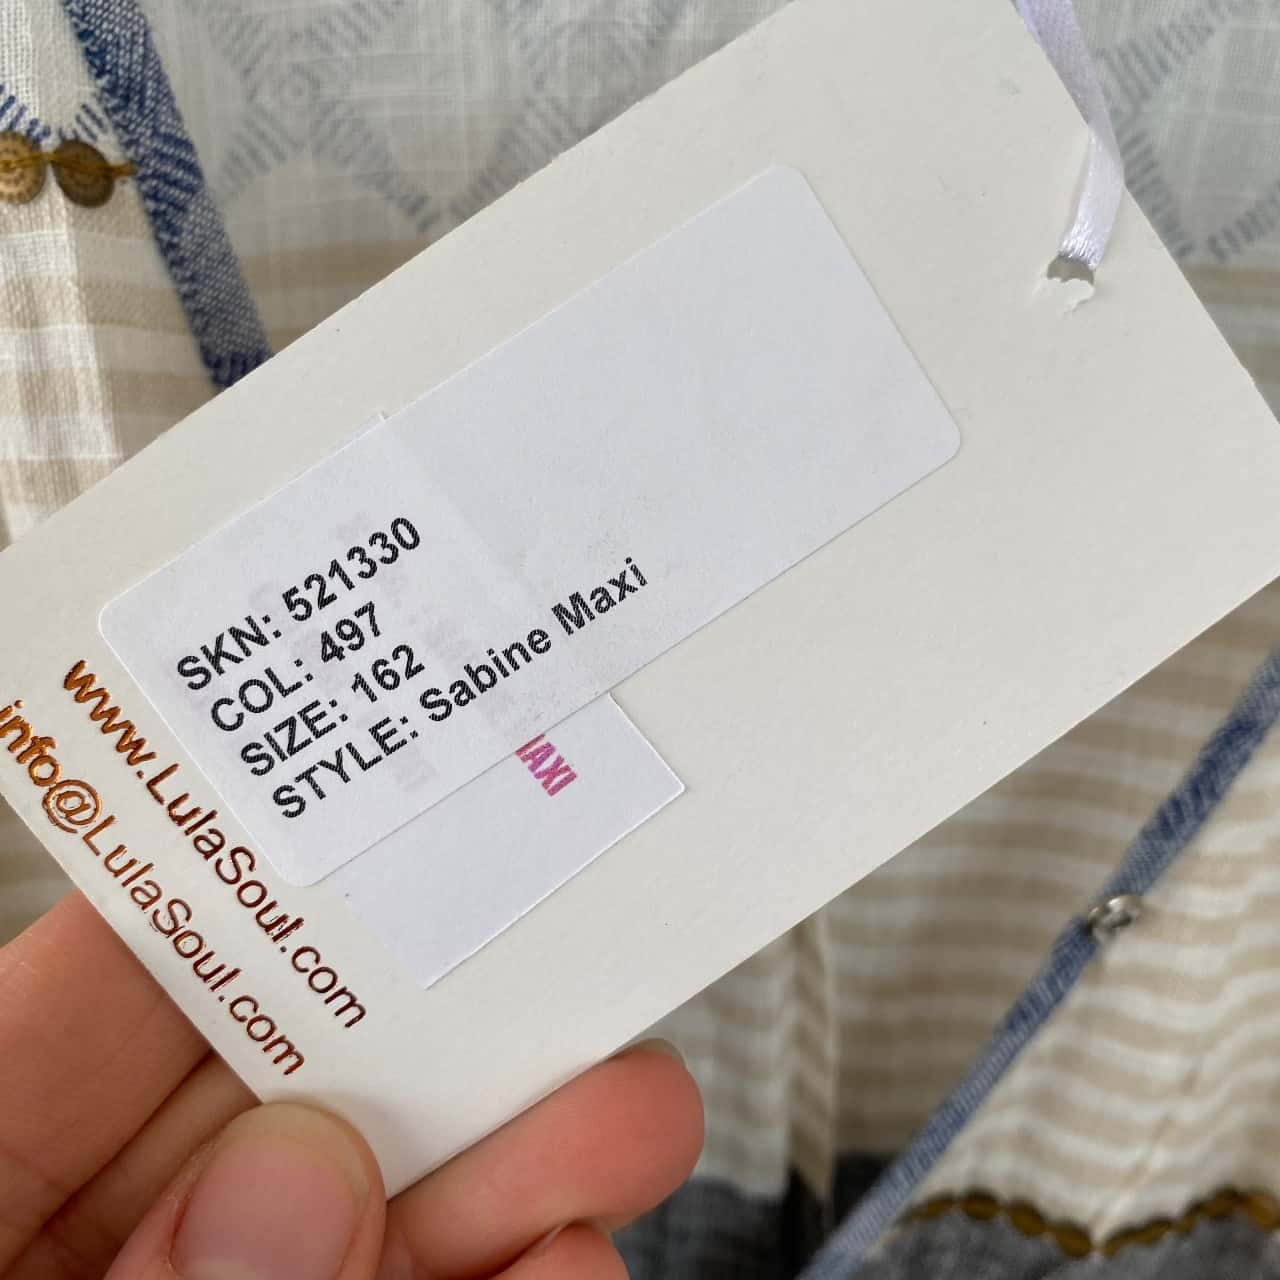 SKN: 521330
COL: 497
SIZE: 162
STYLE: Sabine Maxi
www.LulaSoul.com
info@LulaSoul.com